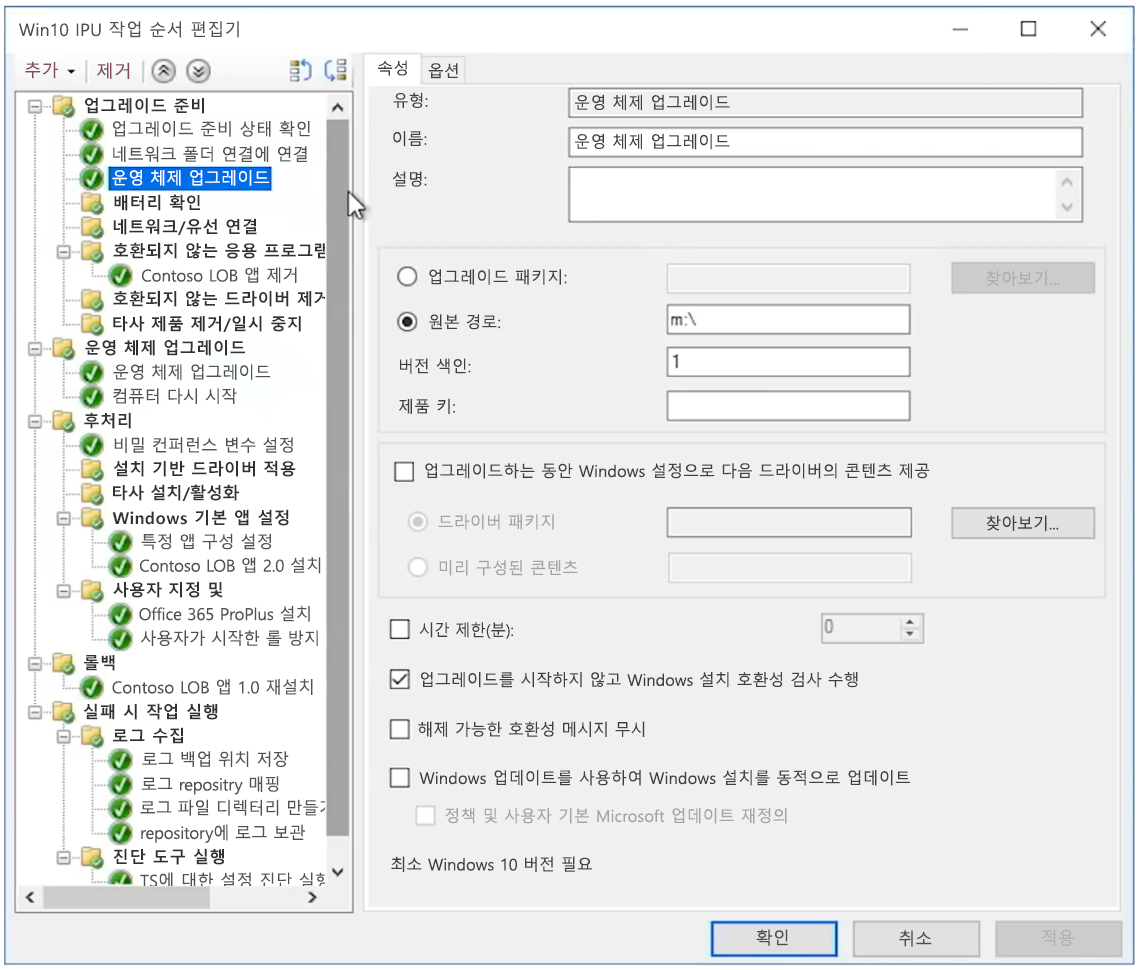 Win10 IPU 작업 순서 편집기
추가
제거
업그레이드 준비
업그레이드 준비 상태 확인
네트워크 폴더 연결에 연결
운영 체제 업그레이드
배터리 확인
네트워크/유선 연결
호환되지 않는 응용 프로그램
Contoso LOB 앱 제거
호환되지 않는 드라이버 제거
타사 제품 제거/일시 중지
운영 체제 업그레이드
운영 체제 업그레이드
컴퓨터 다시 시작
후처리
비밀 컨퍼런스 변수 설정
설치 기반 드라이버 적용
타사 설치/활성화
Windows 기본 앱 설정
특정 앱 구성 설정
Contoso LOB 앱 2.0 설치
사용자 지정 및
Office 365 ProPlus 설치
사용자가 시작한 롤 방지
롤백
Contoso LOB 앱 1.0 재설치
실패 시 작업 실행
로그 수집
로그 백업 위치 저장
로그 repositry 매핑
로그 파일 디렉터리 만들기
repository에 로그 보관
진단 도구 실행
TS에 대한 설정 진단 실행
속성
옵션
유형:
운영 체제 업그레이드
이름:
운영 체제 업그레이드
설명:
업그레이드 패키지:
찾아보기...
원본 경로:
m:\
버전 색인:
1
제품 키:
업그레이드하는 동안 Windows 설정으로 다음 드라이버의 콘텐츠 제공
드라이버 패키지
찾아보기...
미리 구성된 콘텐츠
시간 제한(분):
0
업그레이드를 시작하지 않고 Windows 설치 호환성 검사 수행
해제 가능한 호환성 메시지 무시
Windows 업데이트를 사용하여 Windows 설치를 동적으로 업데이트
정책 및 사용자 기본 Microsoft 업데이트 재정의
최소 Windows 10 버전 필요
확인
취소
적용